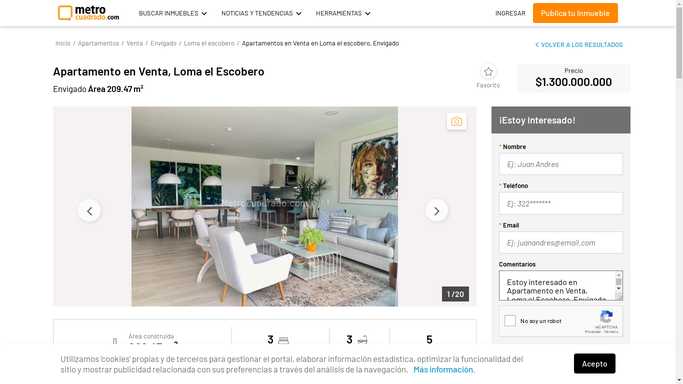 metro
cuadrado.com
BUSCAR INMUEBLES
NOTICIAS Y TENDENCIAS
HERRAMIENTAS
INGRESAR
Publica tu Inmueble
Inicio / Apartamentos / Venta / Envigado / Loma el escobero / Apartamentos en Venta en Loma el escobero, Envigado
VOLVER A LOS RESULTADOS
Apartamento en Venta, Loma el Escobero
Envigado Área 209.47 m²
Favorito
Precio
$1.300.000.000
1 / 20
¡Estoy Interesado!
* Nombre
Ej: Juan Andres
* Teléfono
Ej: 322*******
* Email
Ej: juanandres@email.com
Comentarios
Estoy interesado en
Apartamento en Venta,
Loma el Escobero, Envigado
No soy un robot
reCAPTCHA
Privacidad - Términos
Área construida
3
3
5
Utilizamos 'cookies' propias y de terceros para gestionar el portal, elaborar información estadística, optimizar la funcionalidad del
sitio y mostrar publicidad relacionada con sus preferencias a través del análisis de la navegación. Más información.
Acepto